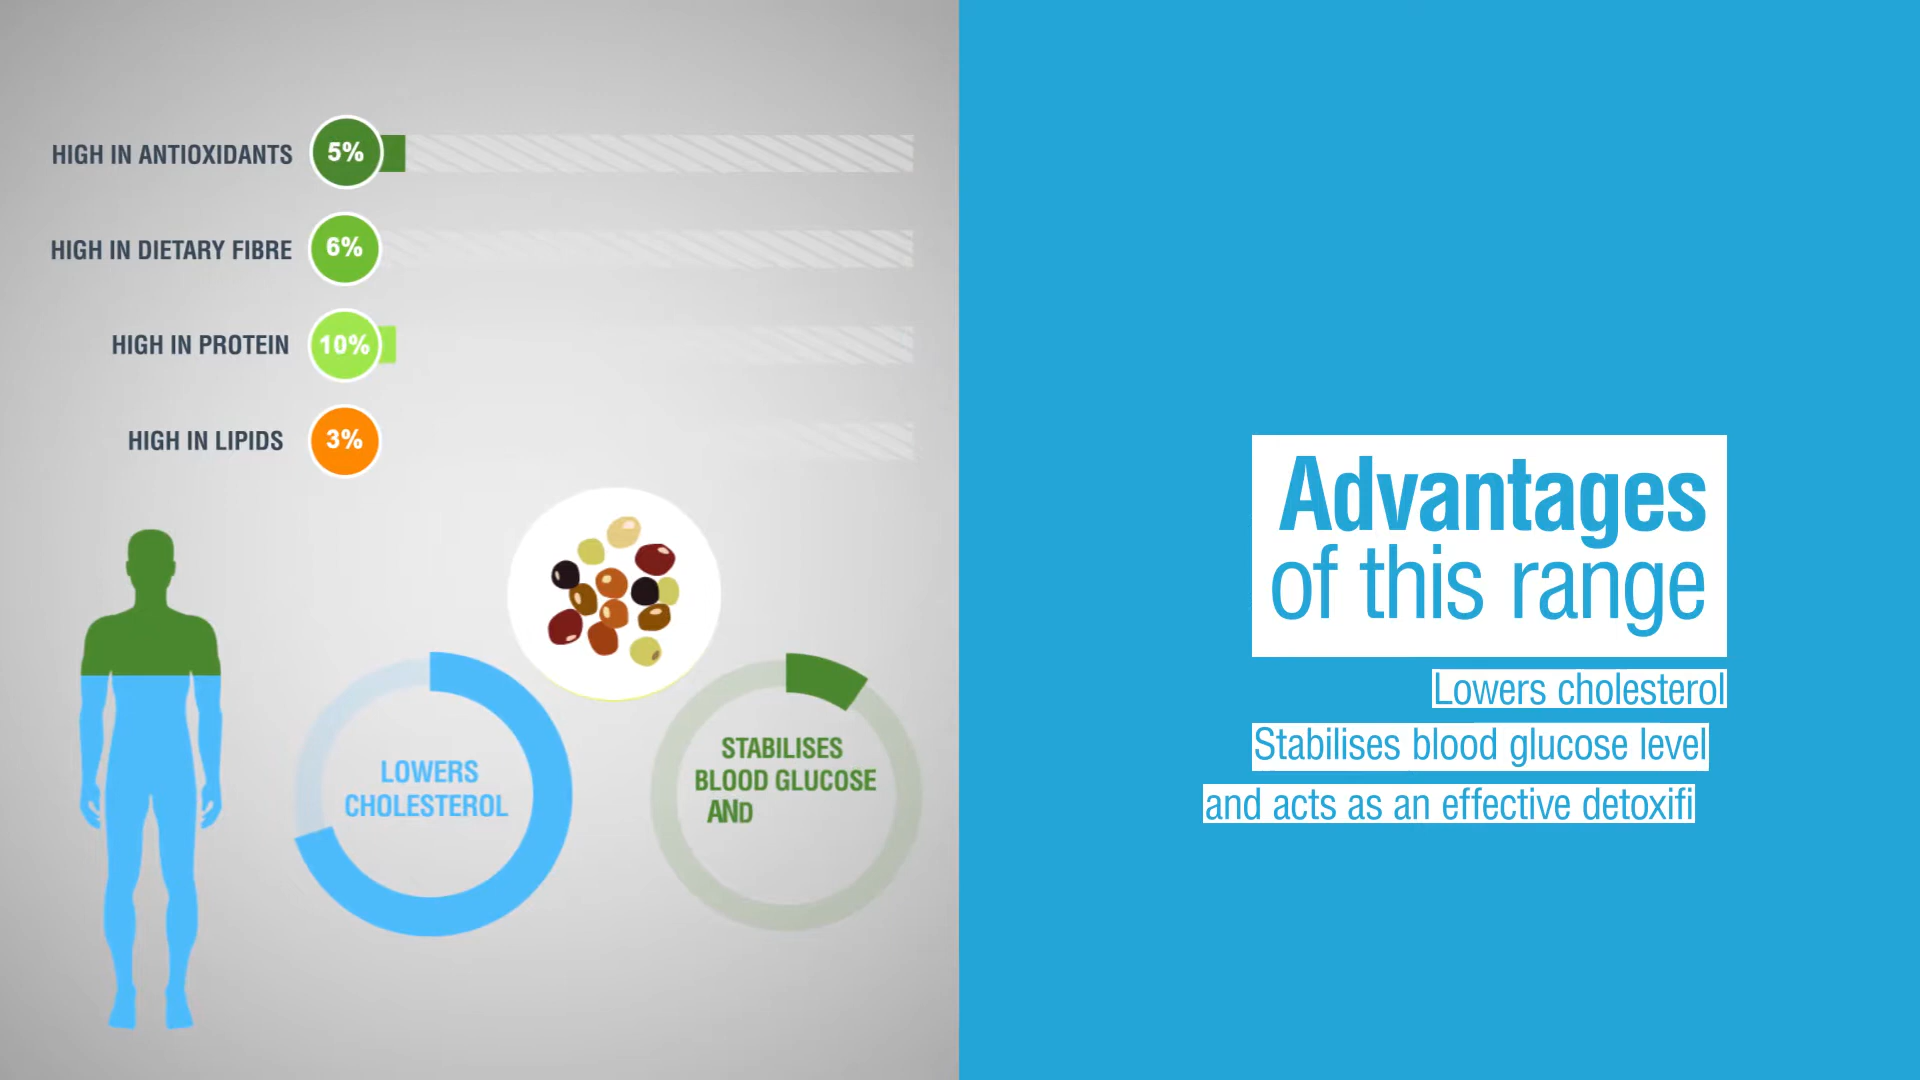 HIGH IN ANTIOXIDANTS 5%
HIGH IN DIETARY FIBRE 6%
HIGH IN PROTEIN 10%
HIGH IN LIPIDS 3%
LOWERS
CHOLESTEROL
STABILISES
BLOOD GLUCOSE
AND
Advantages
of this range
Lowers cholesterol
Stabilises blood glucose level
and acts as an effective detoxifi